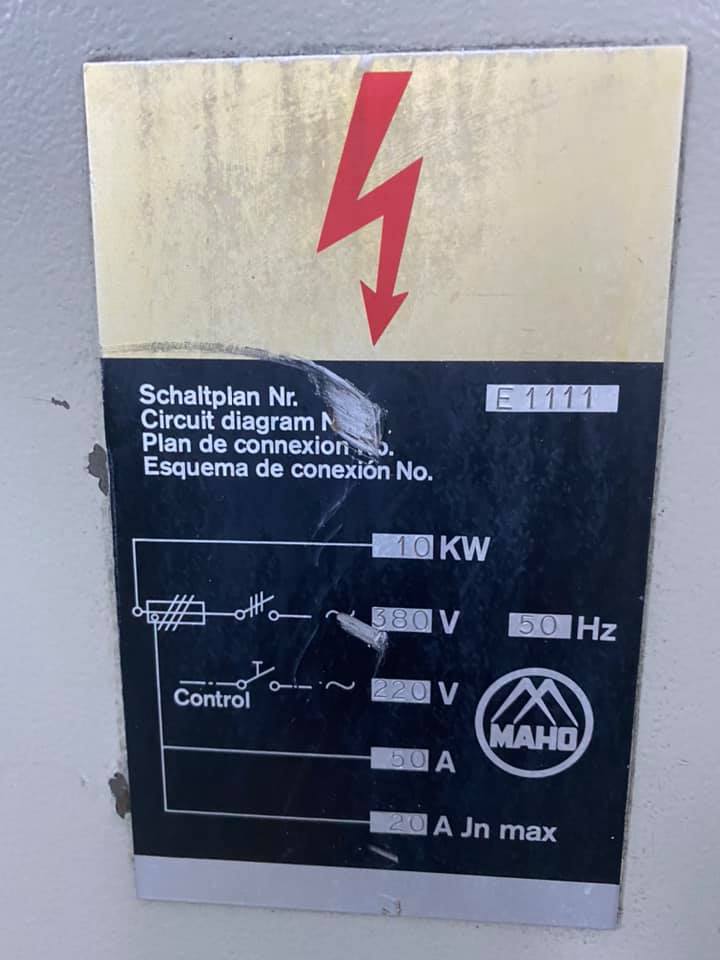 Schaltplan Nr. E 1111
Circuit diagram
Plan de connexion No.
Esquema de conexión No.
10 KW
380 V 50 Hz
Control 220 V
MAHO
50 A
20 A Jn max